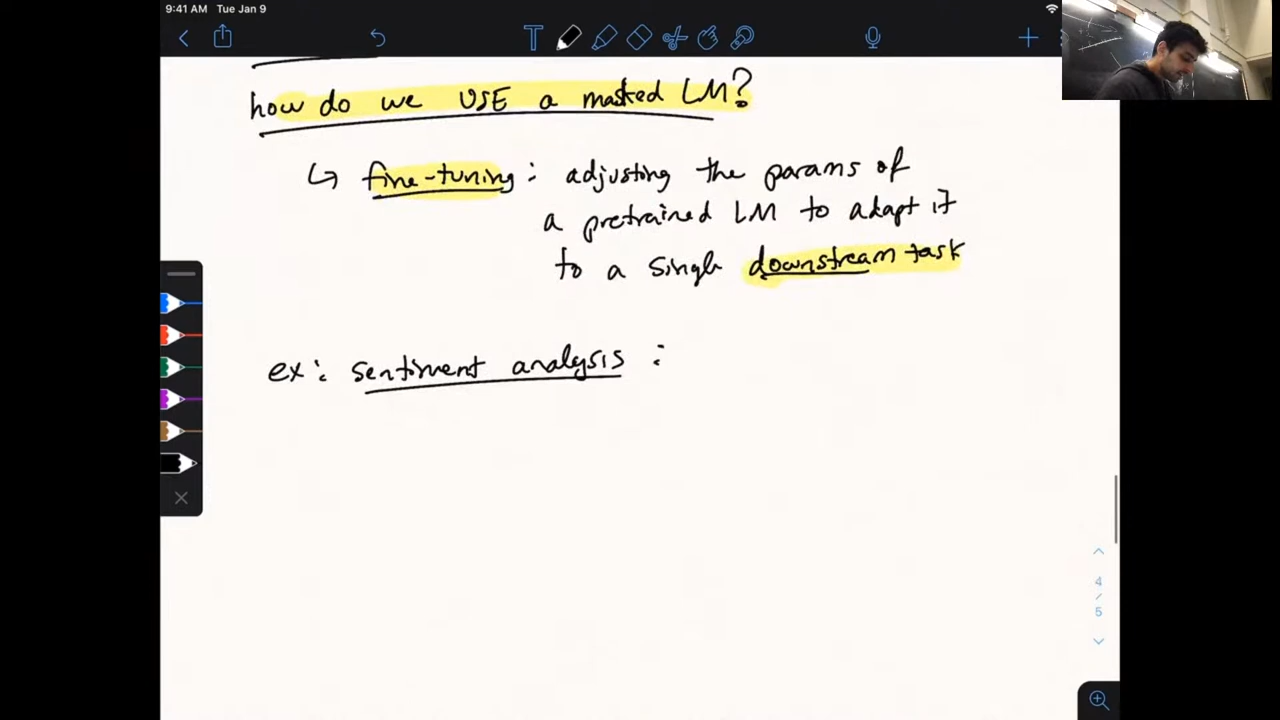 9:41 AM Tue Jan 9
how do we USE a masked LM?
↳ fine-tuning: adjusting the params of
a pretrained LM to adapt it
to a single downstream task
ex: sentiment analysis :
4
/
5